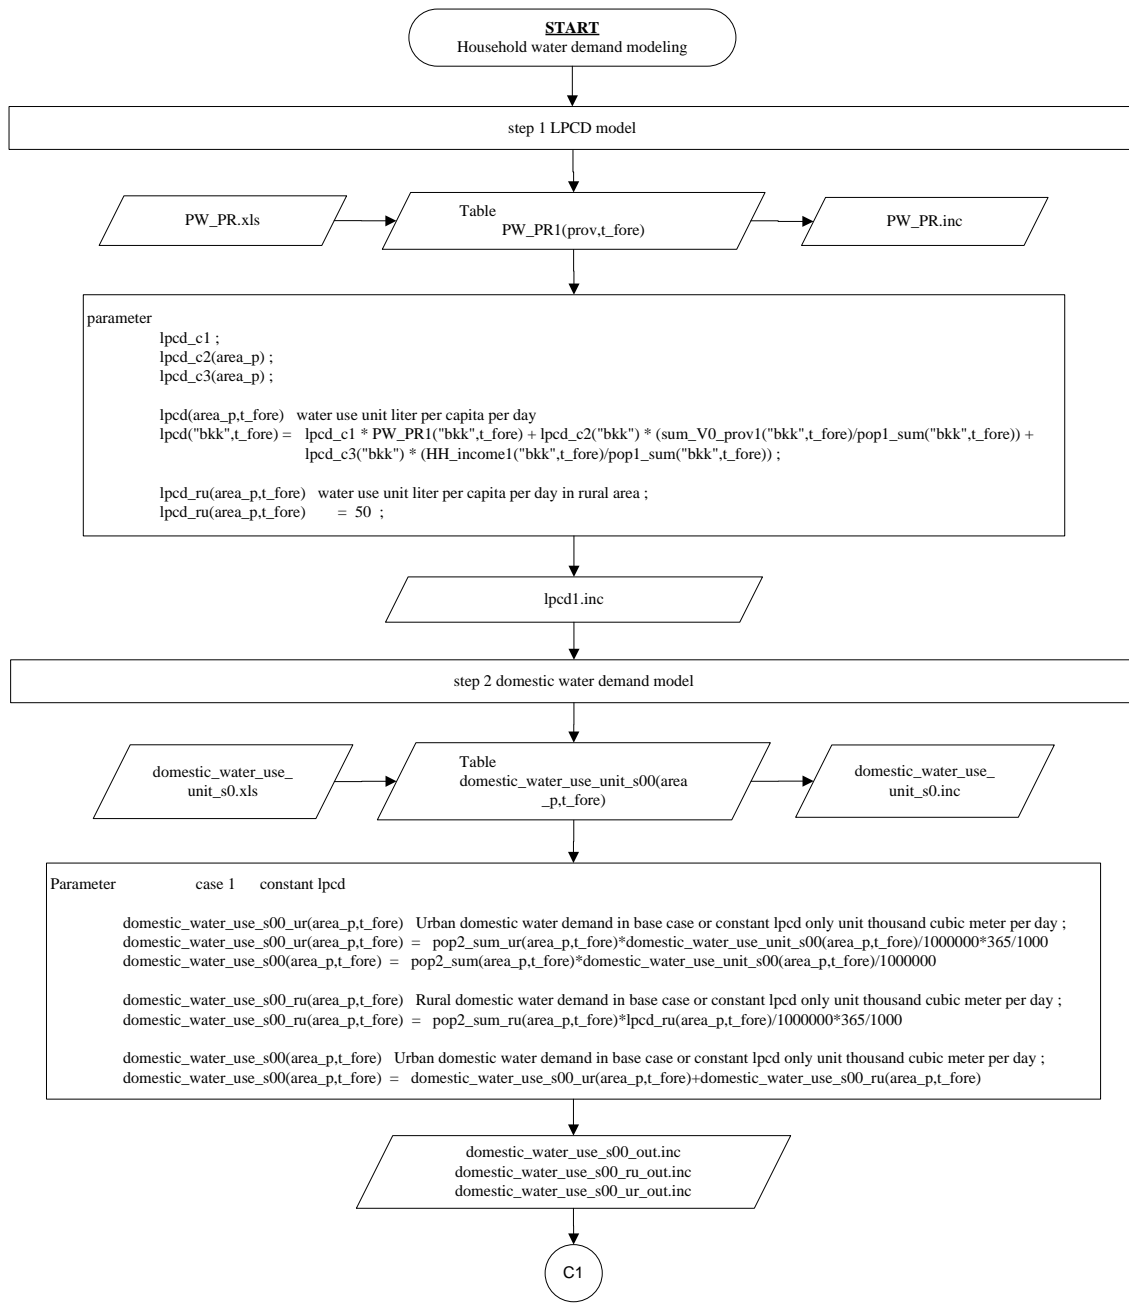 START
Household water demand modeling
step 1 LPCD model
PW_PR.xls
Table
PW_PR1(prov,t_fore)
PW_PR.inc
parameter
lpcd_c1 ;
lpcd_c2(area_p) ;
lpcd_c3(area_p) ;
lpcd(area_p,t_fore) water use unit liter per capita per day
lpcd("bkk",t_fore) = lpcd_c1 * PW_PR1("bkk",t_fore) + lpcd_c2("bkk") * (sum_V0_prov1("bkk",t_fore)/pop1_sum("bkk",t_fore)) +
lpcd_c3("bkk") * (HH_income1("bkk",t_fore)/pop1_sum("bkk",t_fore)) ;
lpcd_ru(area_p,t_fore) water use unit liter per capita per day in rural area ;
lpcd_ru(area_p,t_fore) = 50 ;
lpcd1.inc
step 2 domestic water demand model
domestic_water_use_
unit_s0.xls
Table
domestic_water_use_unit_s00(area
_p,t_fore)
domestic_water_use_
unit_s0.inc
Parameter case 1 constant lpcd
domestic_water_use_s00_ur(area_p,t_fore) Urban domestic water demand in base case or constant lpcd only unit thousand cubic meter per day ;
domestic_water_use_s00_ur(area_p,t_fore) = pop2_sum_ur(area_p,t_fore)*domestic_water_use_unit_s00(area_p,t_fore)/1000000*365/1000
domestic_water_use_s00(area_p,t_fore) = pop2_sum(area_p,t_fore)*domestic_water_use_unit_s00(area_p,t_fore)/1000000
domestic_water_use_s00_ru(area_p,t_fore) Rural domestic water demand in base case or constant lpcd only unit thousand cubic meter per day ;
domestic_water_use_s00_ru(area_p,t_fore) = pop2_sum_ru(area_p,t_fore)*lpcd_ru(area_p,t_fore)/1000000*365/1000
domestic_water_use_s00(area_p,t_fore) Urban domestic water demand in base case or constant lpcd only unit thousand cubic meter per day ;
domestic_water_use_s00(area_p,t_fore) = domestic_water_use_s00_ur(area_p,t_fore)+domestic_water_use_s00_ru(area_p,t_fore)
domestic_water_use_s00_out.inc
domestic_water_use_s00_ru_out.inc
domestic_water_use_s00_ur_out.inc
C1